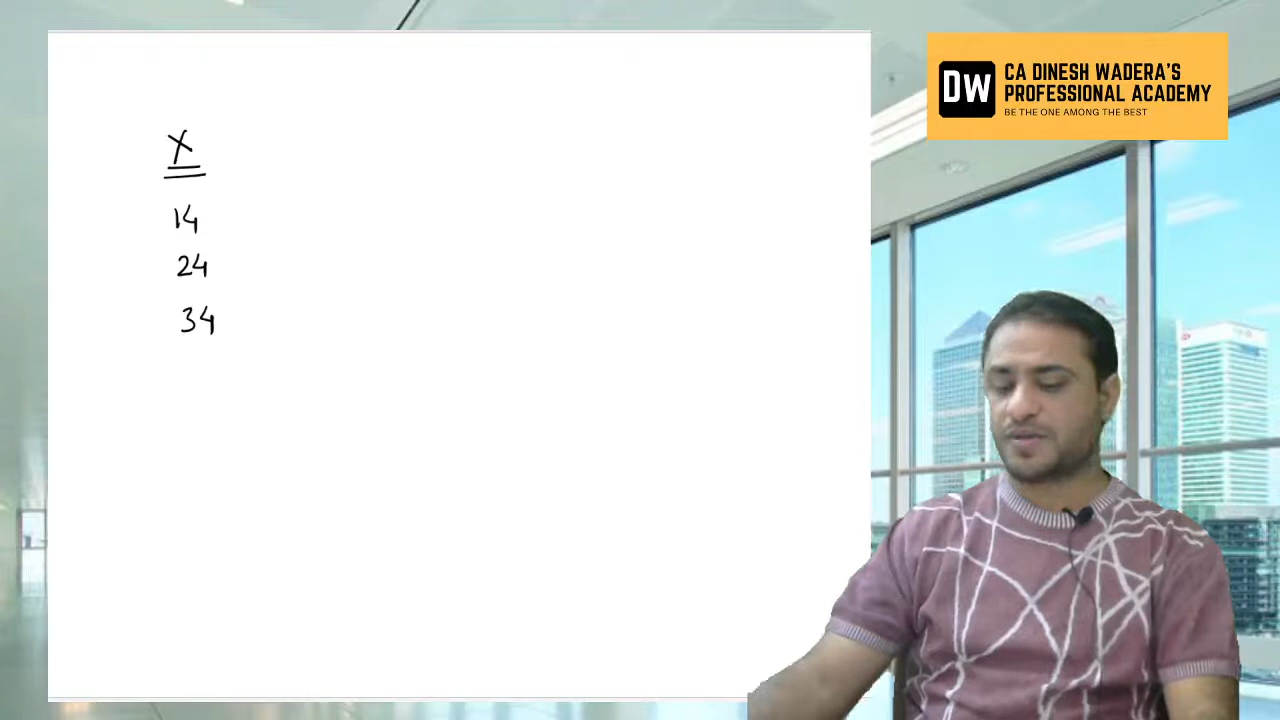 DW
CA DINESH WADERA'S
PROFESSIONAL ACADEMY
BE THE ONE AMONG THE BEST
X
14
24
34